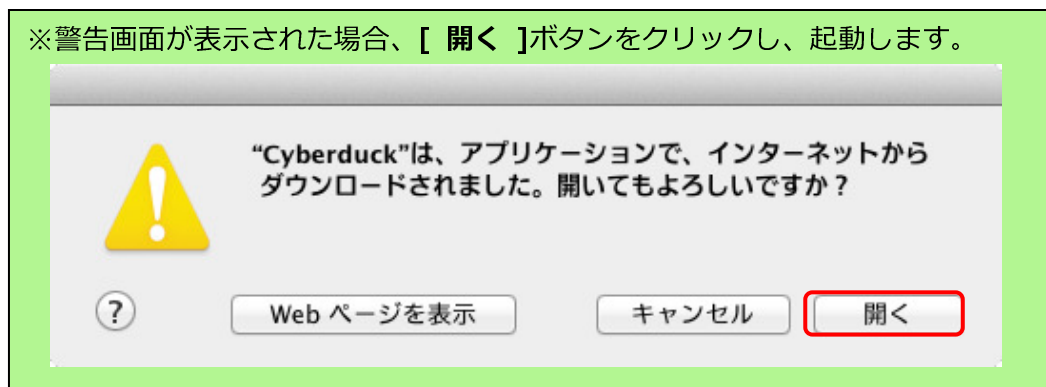 ※警告画面が表示された場合、[ 開く ]ボタンをクリックし、起動します。
“Cyberduck”は、アプリケーションで、インターネットから
ダウンロードされました。開いてもよろしいですか？
?
Web ページを表示
キャンセル
開く